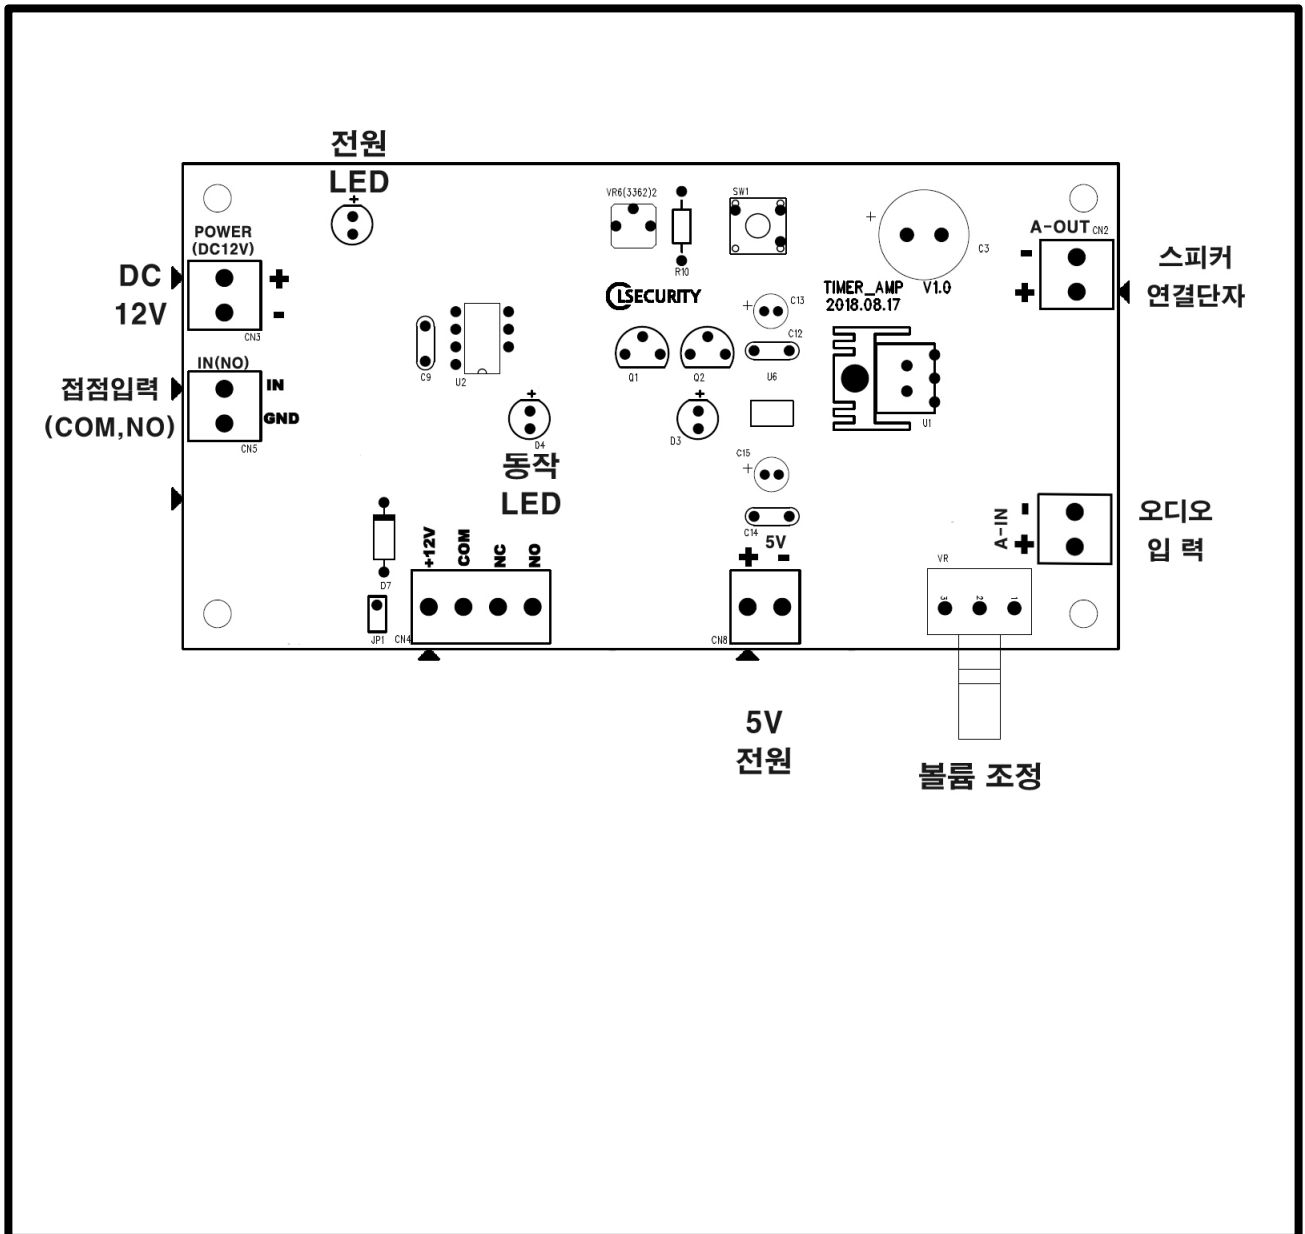 전원
LED
+
POWER
(DC12V)
DC
12V
+
-
CN3
IN(NO)
접점입력
(COM,NO)
IN
GND
CN5
C9
U2
+
D4
동작
LED
VR6(3362)2
R10
SW1
+
C3
A-OUT CN2
-
+
스피커
연결단자
CLSECURITY
TIMER_AMP V1.0
2018.08.17
+
C13
C12
Q1
Q2
U6
U1
+
D3
C15
+
C14
5V
+ -
CN8
A-IN
-
+
오디오
입 력
VR
3 2 1
D7
JP1
+12V COM NC NO
CN4
5V
전원
볼륨 조정